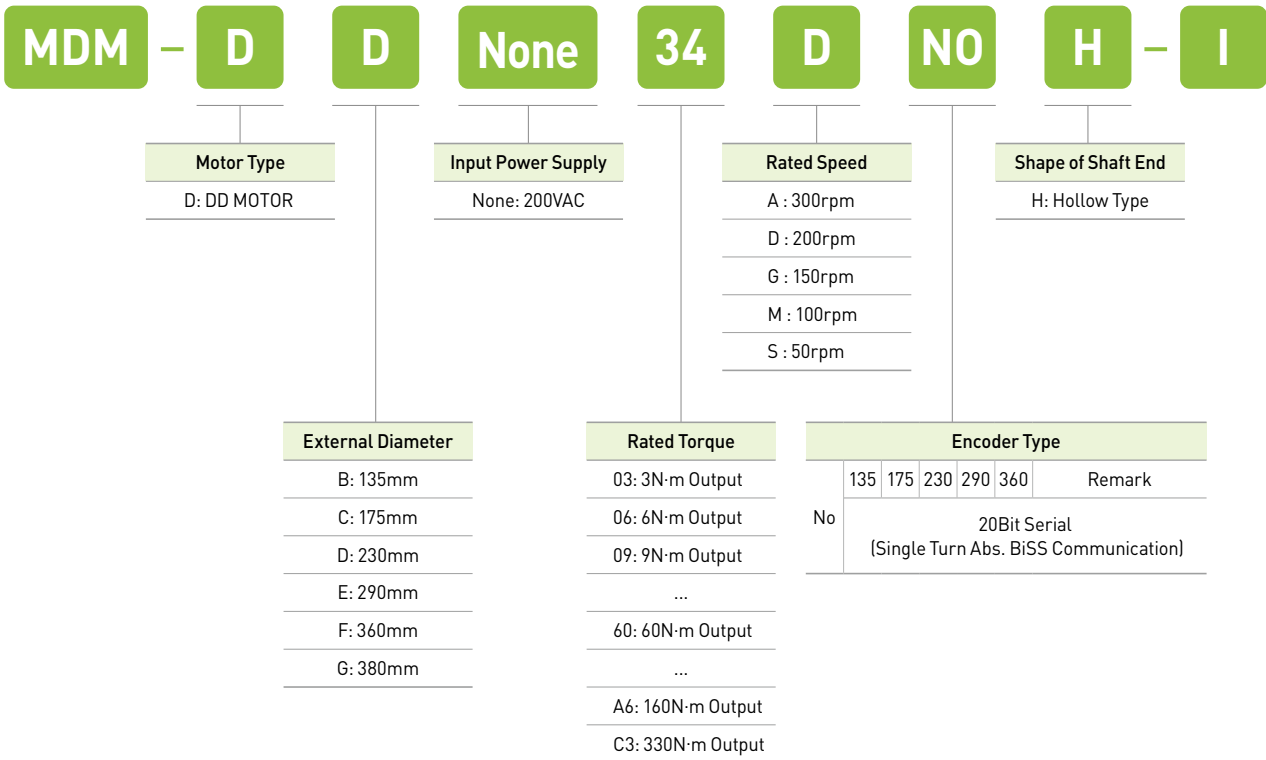 MDM – D D None 34 D NO H – I
Motor Type
D: DD MOTOR
Input Power Supply
None: 200VAC
Rated Speed
A : 300rpm
D : 200rpm
G : 150rpm
M : 100rpm
S : 50rpm
Shape of Shaft End
H: Hollow Type
External Diameter
B: 135mm
C: 175mm
D: 230mm
E: 290mm
F: 360mm
G: 380mm
Rated Torque
03: 3N·m Output
06: 6N·m Output
09: 9N·m Output
...
60: 60N·m Output
...
A6: 160N·m Output
C3: 330N·m Output
Encoder Type
135 175 230 290 360 Remark
No
20Bit Serial
(Single Turn Abs. BiSS Communication)